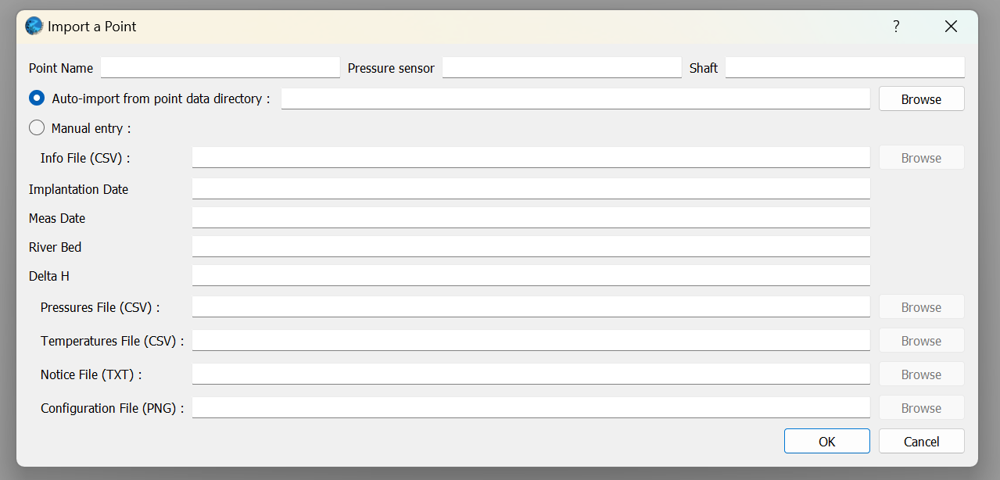 Import a Point ?
Point Name Pressure sensor Shaft
Auto-import from point data directory : Browse
Manual entry :
Info File (CSV) : Browse
Implantation Date
Meas Date
River Bed
Delta H
Pressures File (CSV) : Browse
Temperatures File (CSV) : Browse
Notice File (TXT) : Browse
Configuration File (PNG) : Browse
OK Cancel